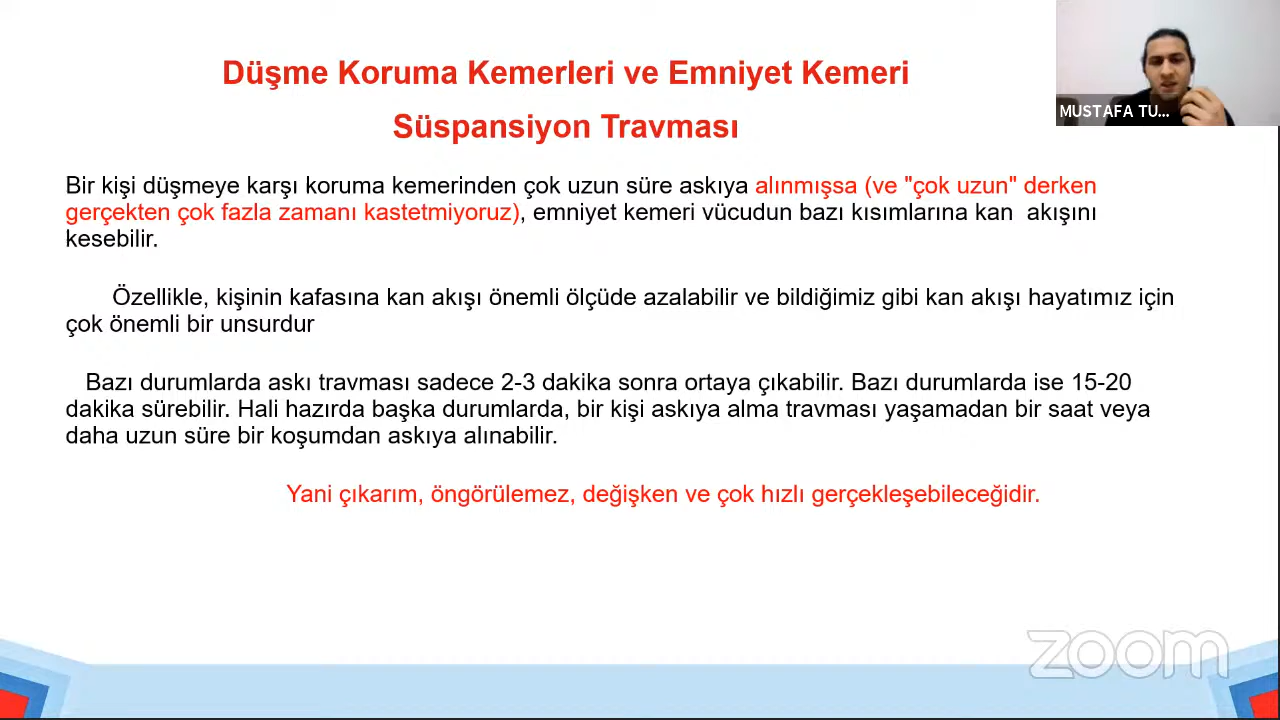 Düşme Koruma Kemerleri ve Emniyet Kemeri
Süspansiyon Travması
MUSTAFA TU...
Bir kişi düşmeye karşı koruma kemerinden çok uzun süre askıya alınmışsa (ve "çok uzun" derken
gerçekten çok fazla zamanı kastetmiyoruz), emniyet kemeri vücudun bazı kısımlarına kan akışını
kesebilir.
Özellikle, kişinin kafasına kan akışı önemli ölçüde azalabilir ve bildiğimiz gibi kan akışı hayatımız için
çok önemli bir unsurdur
Bazı durumlarda askı travması sadece 2-3 dakika sonra ortaya çıkabilir. Bazı durumlarda ise 15-20
dakika sürebilir. Hali hazırda başka durumlarda, bir kişi askıya alma travması yaşamadan bir saat veya
daha uzun süre bir koşumdan askıya alınabilir.
Yani çıkarım, öngörülemez, değişken ve çok hızlı gerçekleşebileceğidir.
zoom